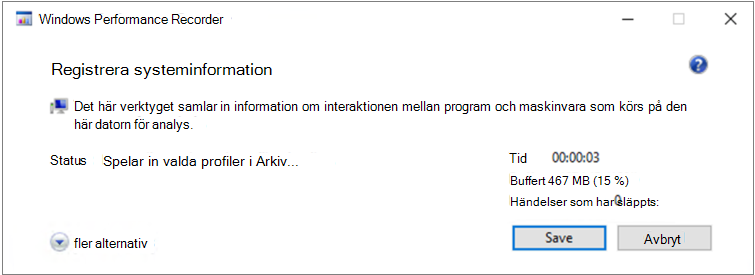 Windows Performance Recorder
Registrera systeminformation
Det här verktyget samlar in information om interaktionen mellan program och maskinvara som körs på den
här datorn för analys.
Status Spelar in valda profiler i Arkiv...
Tid 00:00:03
Buffert 467 MB (15 %)
Händelser som har släppts: 0
fler alternativ
Save
Avbryt